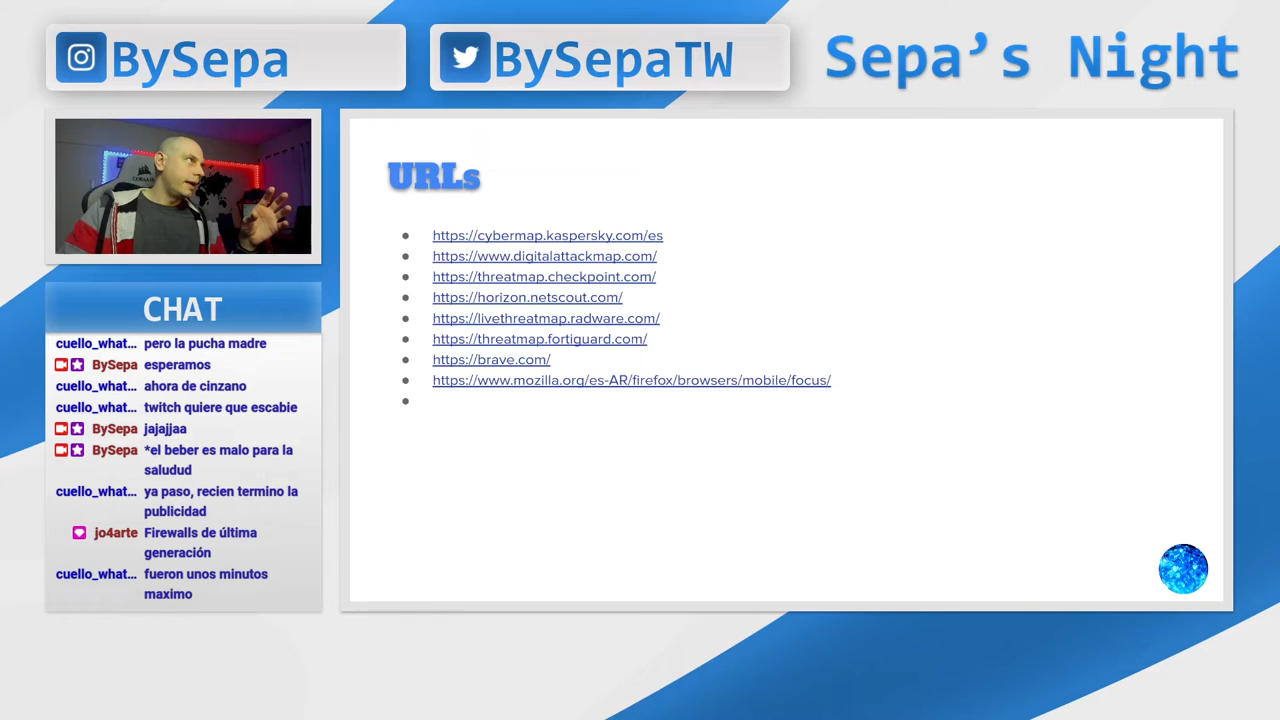 BySepa
BySepaTW
Sepa’s Night
CHAT
cuello_what… pero la pucha madre
BySepa esperamos
cuello_what… ahora de cinzano
cuello_what… twitch quiere que escabie
BySepa jajajjaa
BySepa *el beber es malo para la
saludud
cuello_what… ya paso, recien termino la
publicidad
jo4arte Firewalls de última
generación
cuello_what… fueron unos minutos
maximo
URLs
https://cybermap.kaspersky.com/es
https://www.digitalattackmap.com/
https://threatmap.checkpoint.com/
https://horizon.netscout.com/
https://livethreatmap.radware.com/
https://threatmap.fortiguard.com/
https://brave.com/
https://www.mozilla.org/es-AR/firefox/browsers/mobile/focus/